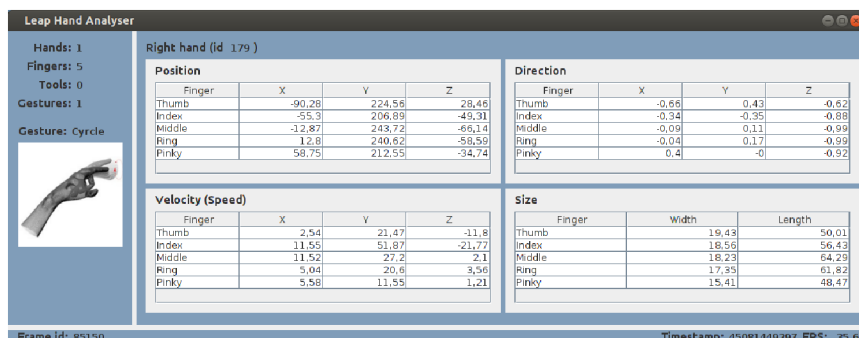 Leap Hand Analyser
Hands: 1
Fingers: 5
Tools: 0
Gestures: 1
Gesture: Cyrcle
Right hand (id 179 )
Position
Finger X Y Z
Thumb -90,28 224,56 28,46
Index -55,3 206,89 -49,31
Middle -12,87 243,72 -66,14
Ring 12,8 240,62 -58,59
Pinky 58,75 212,55 -34,74
Direction
Finger X Y Z
Thumb -0,66 0,43 -0,62
Index -0,34 -0,35 -0,88
Middle -0,09 0,11 -0,99
Ring -0,04 0,17 -0,99
Pinky 0,4 -0 -0,92
Velocity (Speed)
Finger X Y Z
Thumb 2,54 21,47 -11,8
Index 11,55 51,87 -21,77
Middle 11,52 27,2 2,1
Ring 5,04 20,6 3,56
Pinky 5,58 11,55 1,21
Size
Finger Width Length
Thumb 19,43 50,01
Index 18,56 56,43
Middle 18,23 64,29
Ring 17,35 61,82
Pinky 15,41 48,47
Frame id: 85150
Timestamp: 45081449397 FPS: